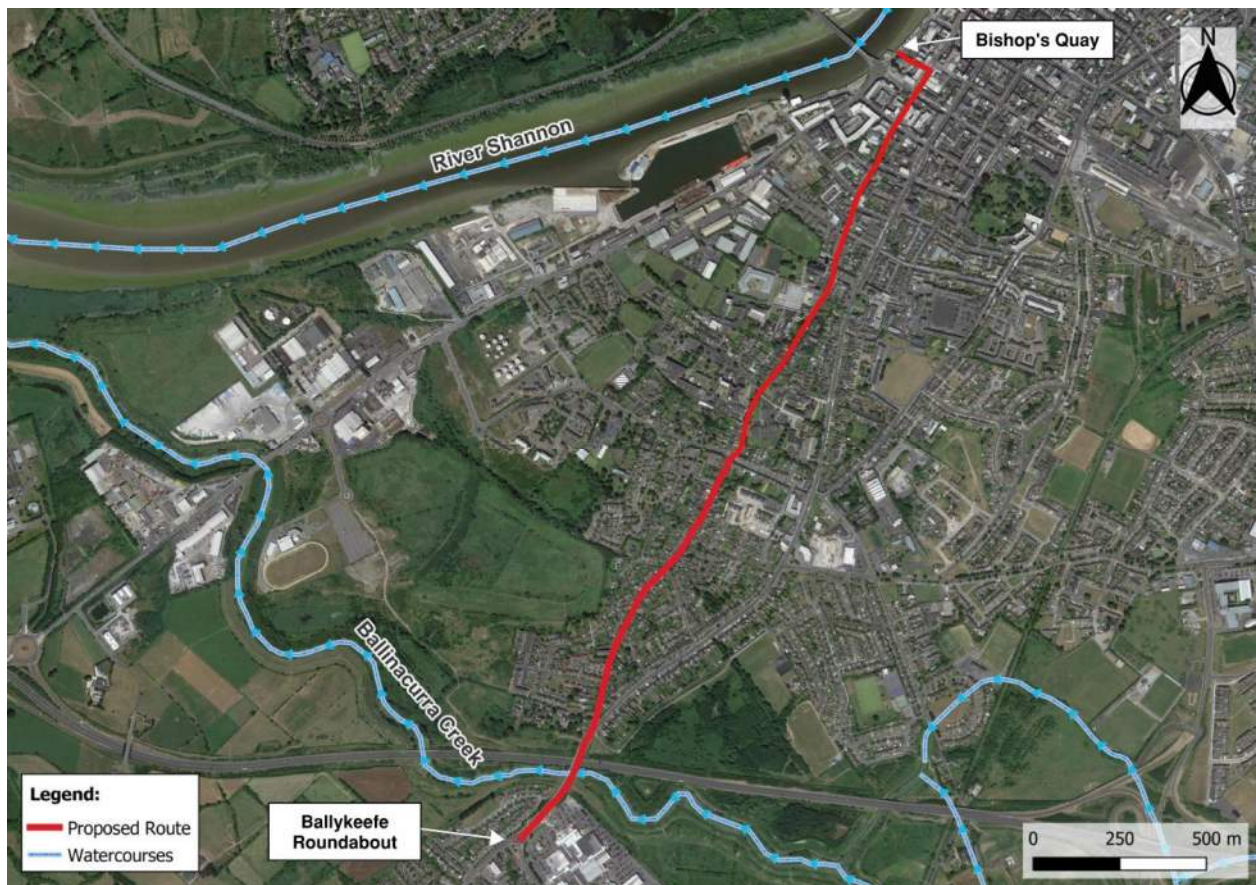 Bishop's Quay
N
River Shannon
Ballinacurra Creek
Legend:
Proposed Route
Watercourses
Ballykeefe
Roundabout
0 250 500 m